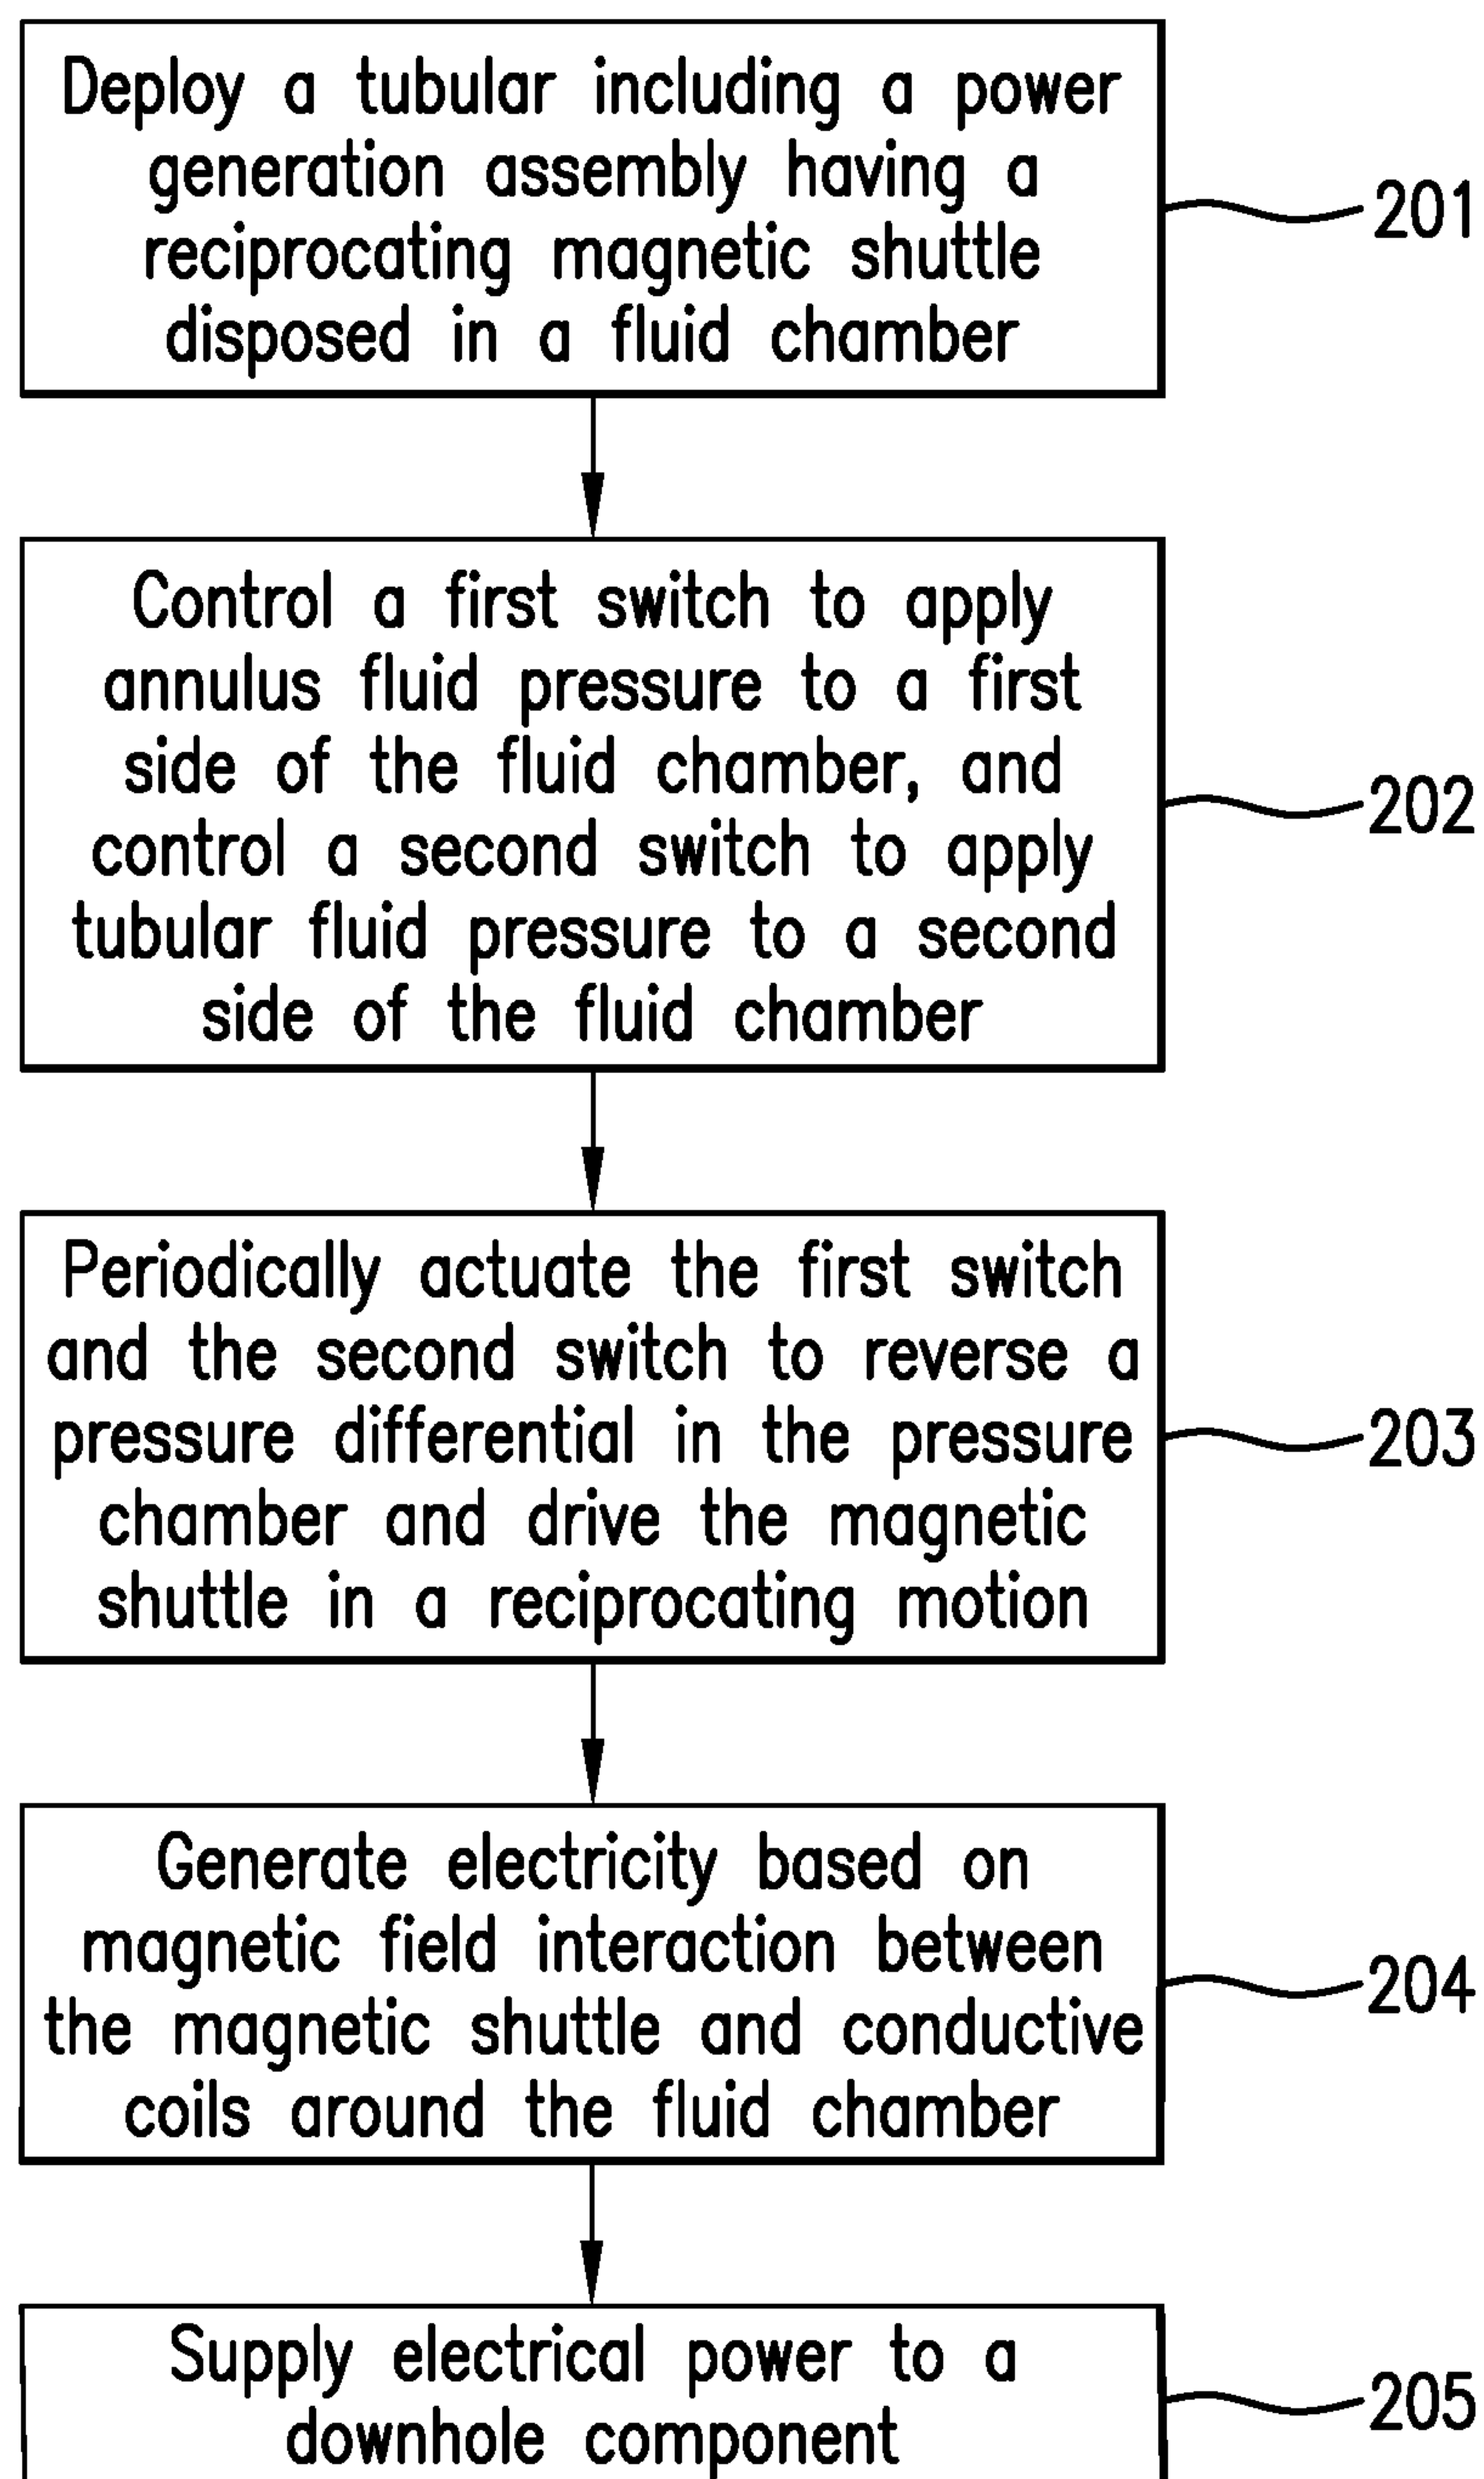 Deploy a tubular including a power
generation assembly having a
reciprocating magnetic shuttle
disposed in a fluid chamber
201
Control a first switch to apply
annulus fluid pressure to a first
side of the fluid chamber, and
control a second switch to apply
tubular fluid pressure to a second
side of the fluid chamber
202
Periodically actuate the first switch
and the second switch to reverse a
pressure differential in the pressure
chamber and drive the magnetic
shuttle in a reciprocating motion
203
Generate electricity based on
magnetic field interaction between
the magnetic shuttle and conductive
coils around the fluid chamber
204
Supply electrical power to a
downhole component
205